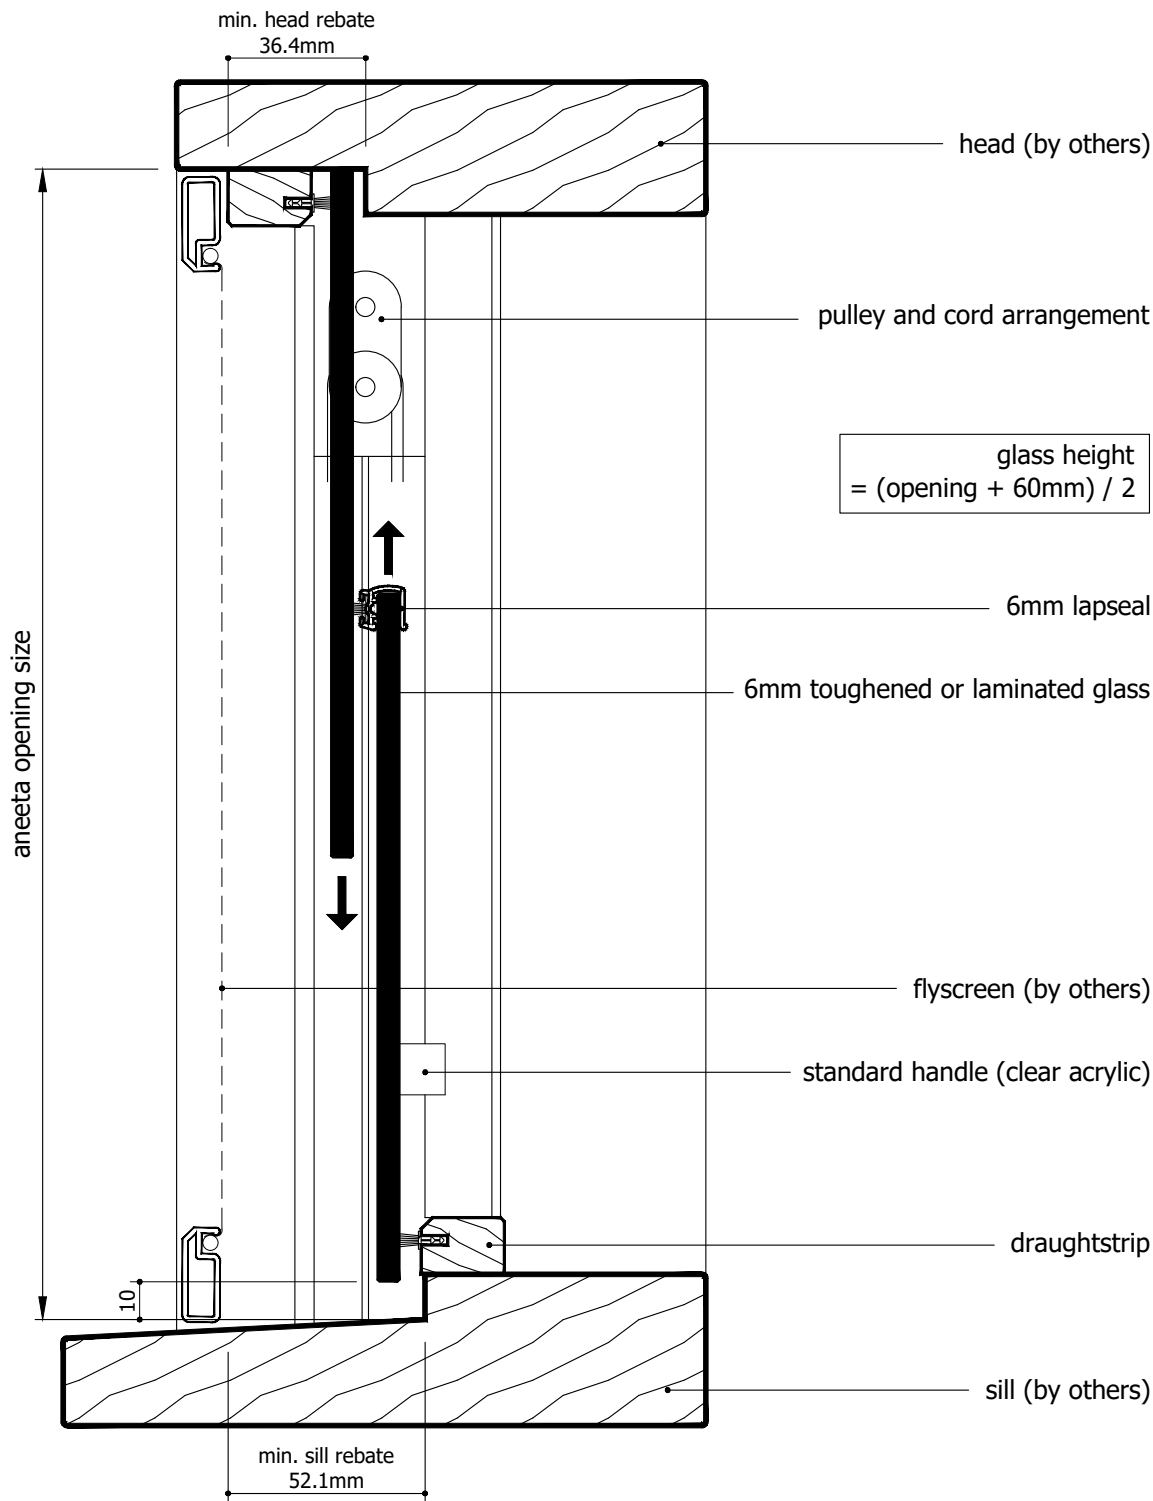 min. head rebate
36.4mm
head (by others)
pulley and cord arrangement
glass height
= (opening + 60mm) / 2
6mm lapseal
6mm toughened or laminated glass
aneeta opening size
flyscreen (by others)
standard handle (clear acrylic)
draughtstrip
10
sill (by others)
min. sill rebate
52.1mm